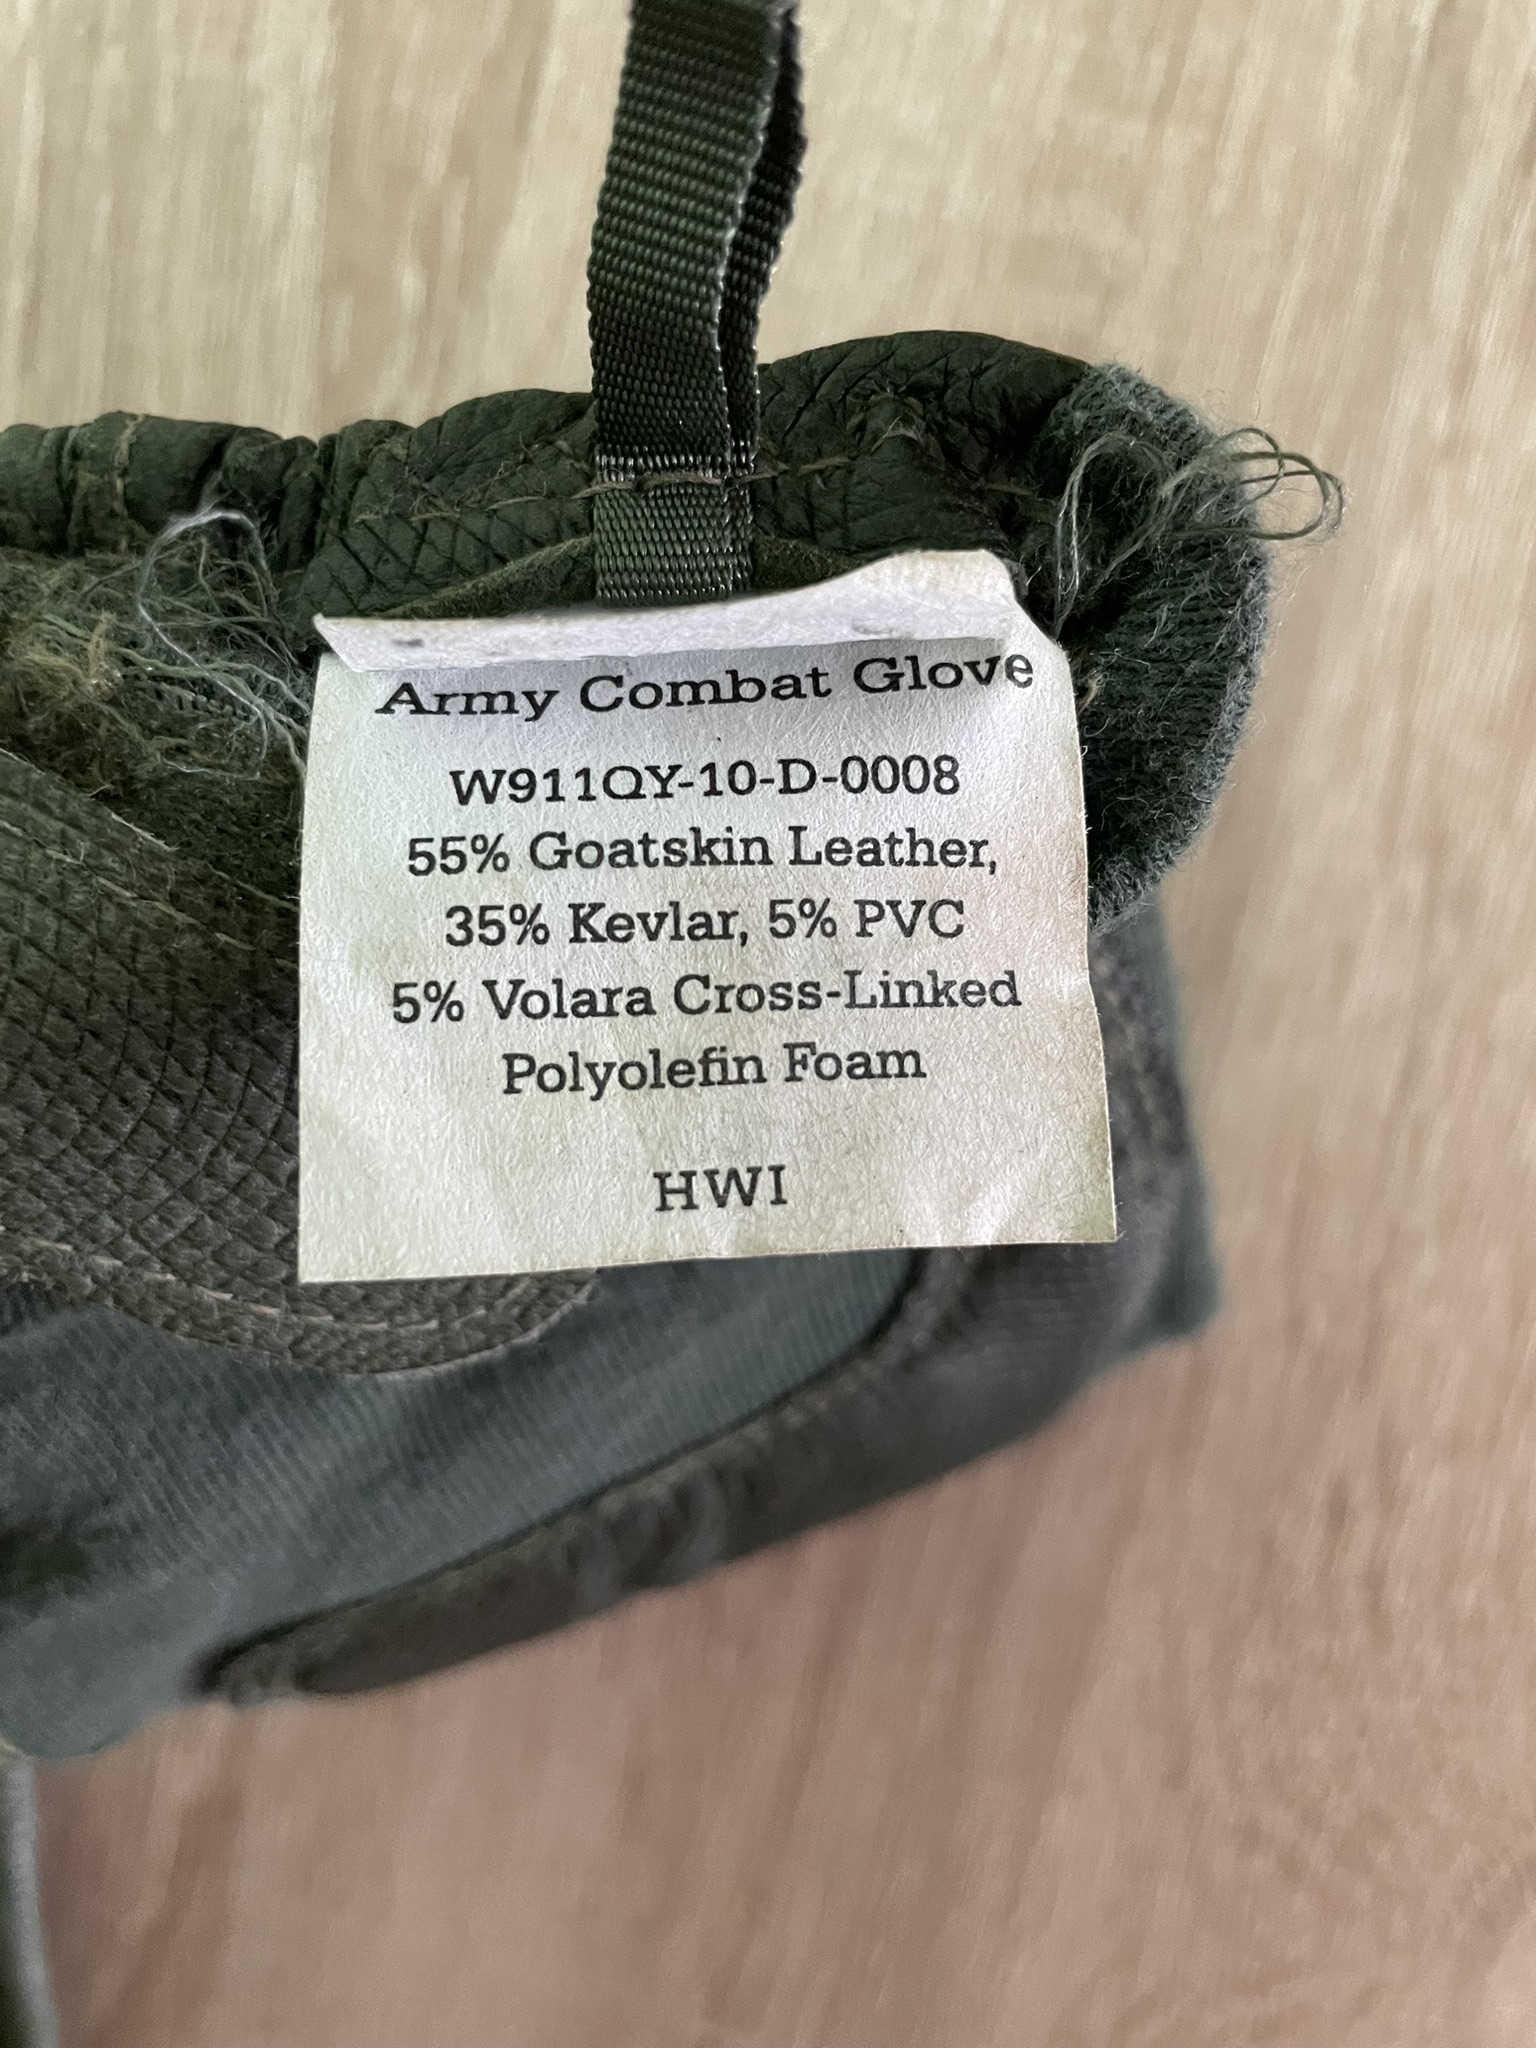 Army Combat Glove
W911QY-10-D-0008
55% Goatskin Leather,
35% Kevlar, 5% PVC
5% Volara Cross-Linked
Polyolefin Foam
HWI